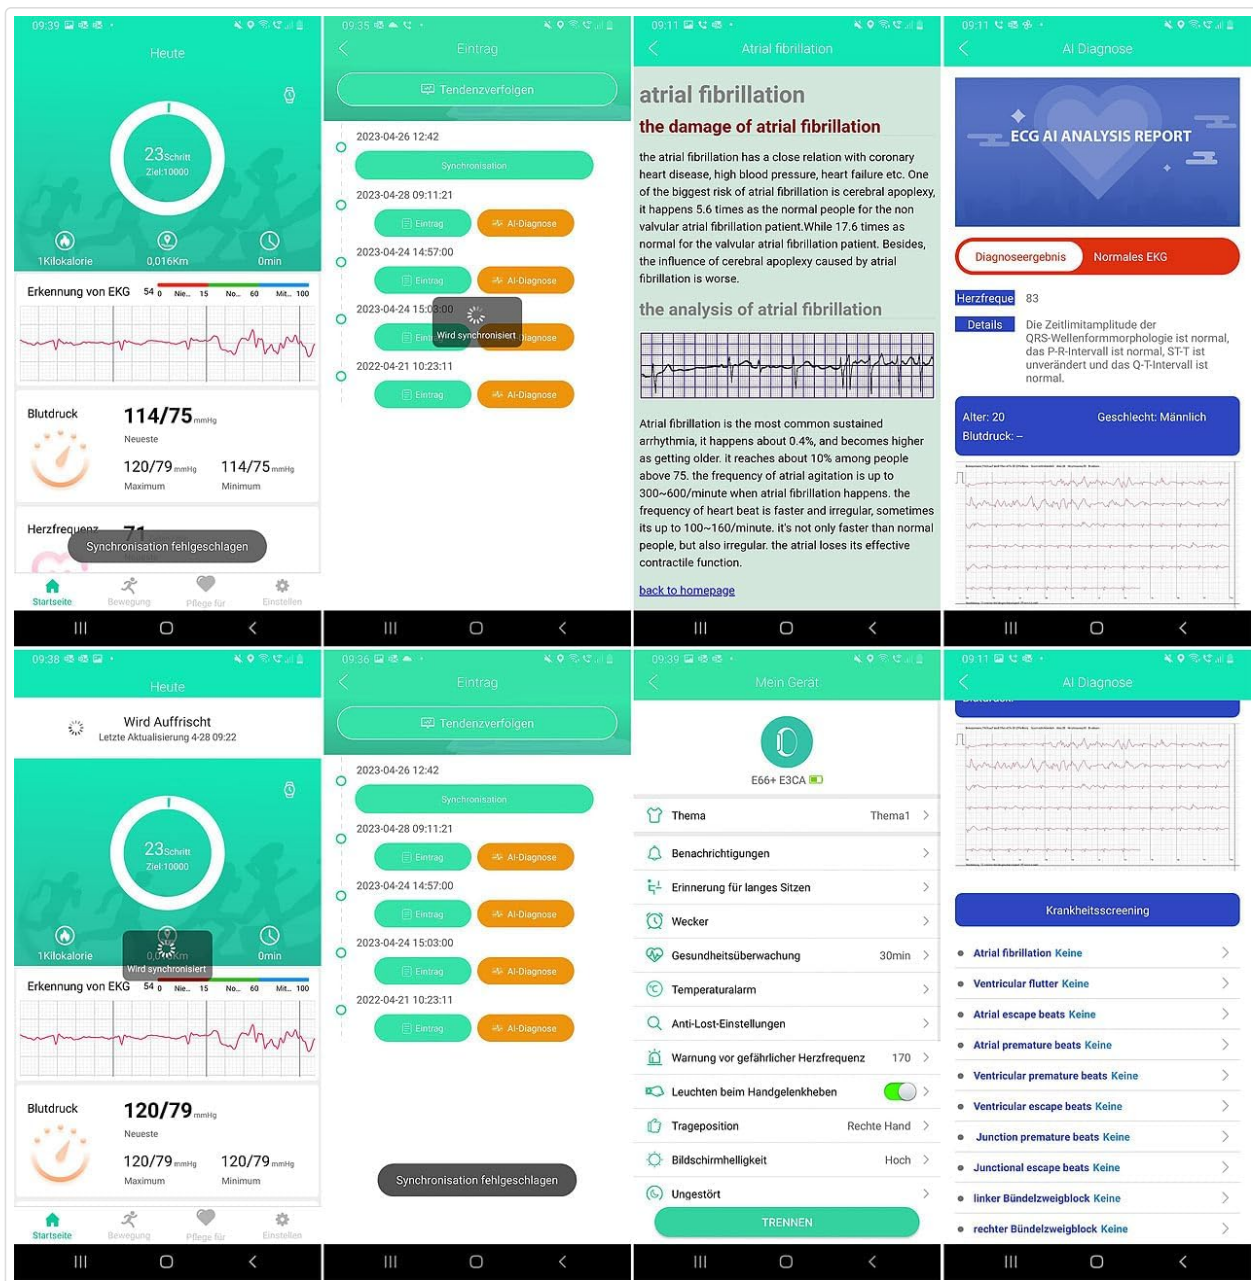 09:39
Heute
23Schritt
Ziel:10000
1Kilokalorie
0,016Km
0min
Erkennung von EKG
54 0 Nie... 15 No... 60 Mit... 100
Blutdruck
114/75 mmHg
Neueste
120/79 mmHg
114/75 mmHg
Maximum
Minimum
Herzfrequenz
71
Synchronisation fehlgeschlagen
Startseite
Bewegung
Pflege für
Einstellen
09:35
Eintrag
Tendenzverfolgen
2023-04-26 12:42
Synchronisation
2023-04-28 09:11:21
Eintrag
AI-Diagnose
2023-04-24 14:57:00
Eintrag
AI-Diagnose
2023-04-24 15:03:00
Wird synchronisiert
2022-04-21 10:23:11
Eintrag
AI-Diagnose
09:11
Atrial fibrillation
atrial fibrillation
the damage of atrial fibrillation
the atrial fibrillation has a close relation with coronary
heart disease, high blood pressure, heart failure etc. One
of the biggest risk of atrial fibrillation is cerebral apoplexy,
it happens 5.6 times as the normal people for the non
valvular atrial fibrillation patient.While 17.6 times as
normal for the valvular atrial fibrillation patient. Besides,
the influence of cerebral apoplexy caused by atrial
fibrillation is worse.
the analysis of atrial fibrillation
Atrial fibrillation is the most common sustained
arrhythmia, it happens about 0.4%, and becomes higher
as getting older. it reaches about 10% among people
above 75. the frequency of atrial agitation is up to
300~600/minute when atrial fibrillation happens. the
frequency of heart beat is faster and irregular, sometimes
its up to 100~160/minute. it's not only faster than normal
people, but also irregular. the atrial loses its effective
contractile function.
back to homepage
09:11
AI Diagnose
ECG AI ANALYSIS REPORT
Diagnoseergebnis
Normales EKG
Herzfreque
83
Details
Die Zeitlimitamplitude der
QRS-Wellenformmorphologie ist normal,
das P-R-Intervall ist normal, ST-T ist
unverändert und das Q-T-Intervall ist
normal.
Alter: 20
Geschlecht: Männlich
Blutdruck: --
09:38
Heute
Wird Auffrischt
Letzte Aktualisierung 4-28 09:22
23Schritt
Ziel:10000
1Kilokalorie
0min
Wird synchronisiert
Erkennung von EKG
54 0 Nie... 15 No... 60 Mit... 100
Blutdruck
120/79 mmHg
Neueste
120/79 mmHg
120/79 mmHg
Maximum
Minimum
Startseite
Bewegung
Pflege für
Einstellen
09:36
Eintrag
Tendenzverfolgen
2023-04-26 12:42
Synchronisation
2023-04-28 09:11:21
Eintrag
AI-Diagnose
2023-04-24 14:57:00
Eintrag
AI-Diagnose
2023-04-24 15:03:00
Eintrag
AI-Diagnose
2022-04-21 10:23:11
Eintrag
AI-Diagnose
Synchronisation fehlgeschlagen
09:39
Mein Gerät
E66+ E3CA
Thema
Thema1
Benachrichtigungen
Erinnerung für langes Sitzen
Wecker
Gesundheitsüberwachung
30min
Temperaturalarm
Anti-Lost-Einstellungen
Warnung vor gefährlicher Herzfrequenz
170
Leuchten beim Handgelenkheben
Trageposition
Rechte Hand
Bildschirmhelligkeit
Hoch
Ungestört
TRENNEN
09:11
AI Diagnose
Krankheitsscreening
Atrial fibrillation Keine
Ventricular flutter Keine
Atrial escape beats Keine
Atrial premature beats Keine
Ventricular premature beats Keine
Ventricular escape beats Keine
Junction premature beats Keine
Junctional escape beats Keine
linker Bündelzweigblock Keine
rechter Bündelzweigblock Keine